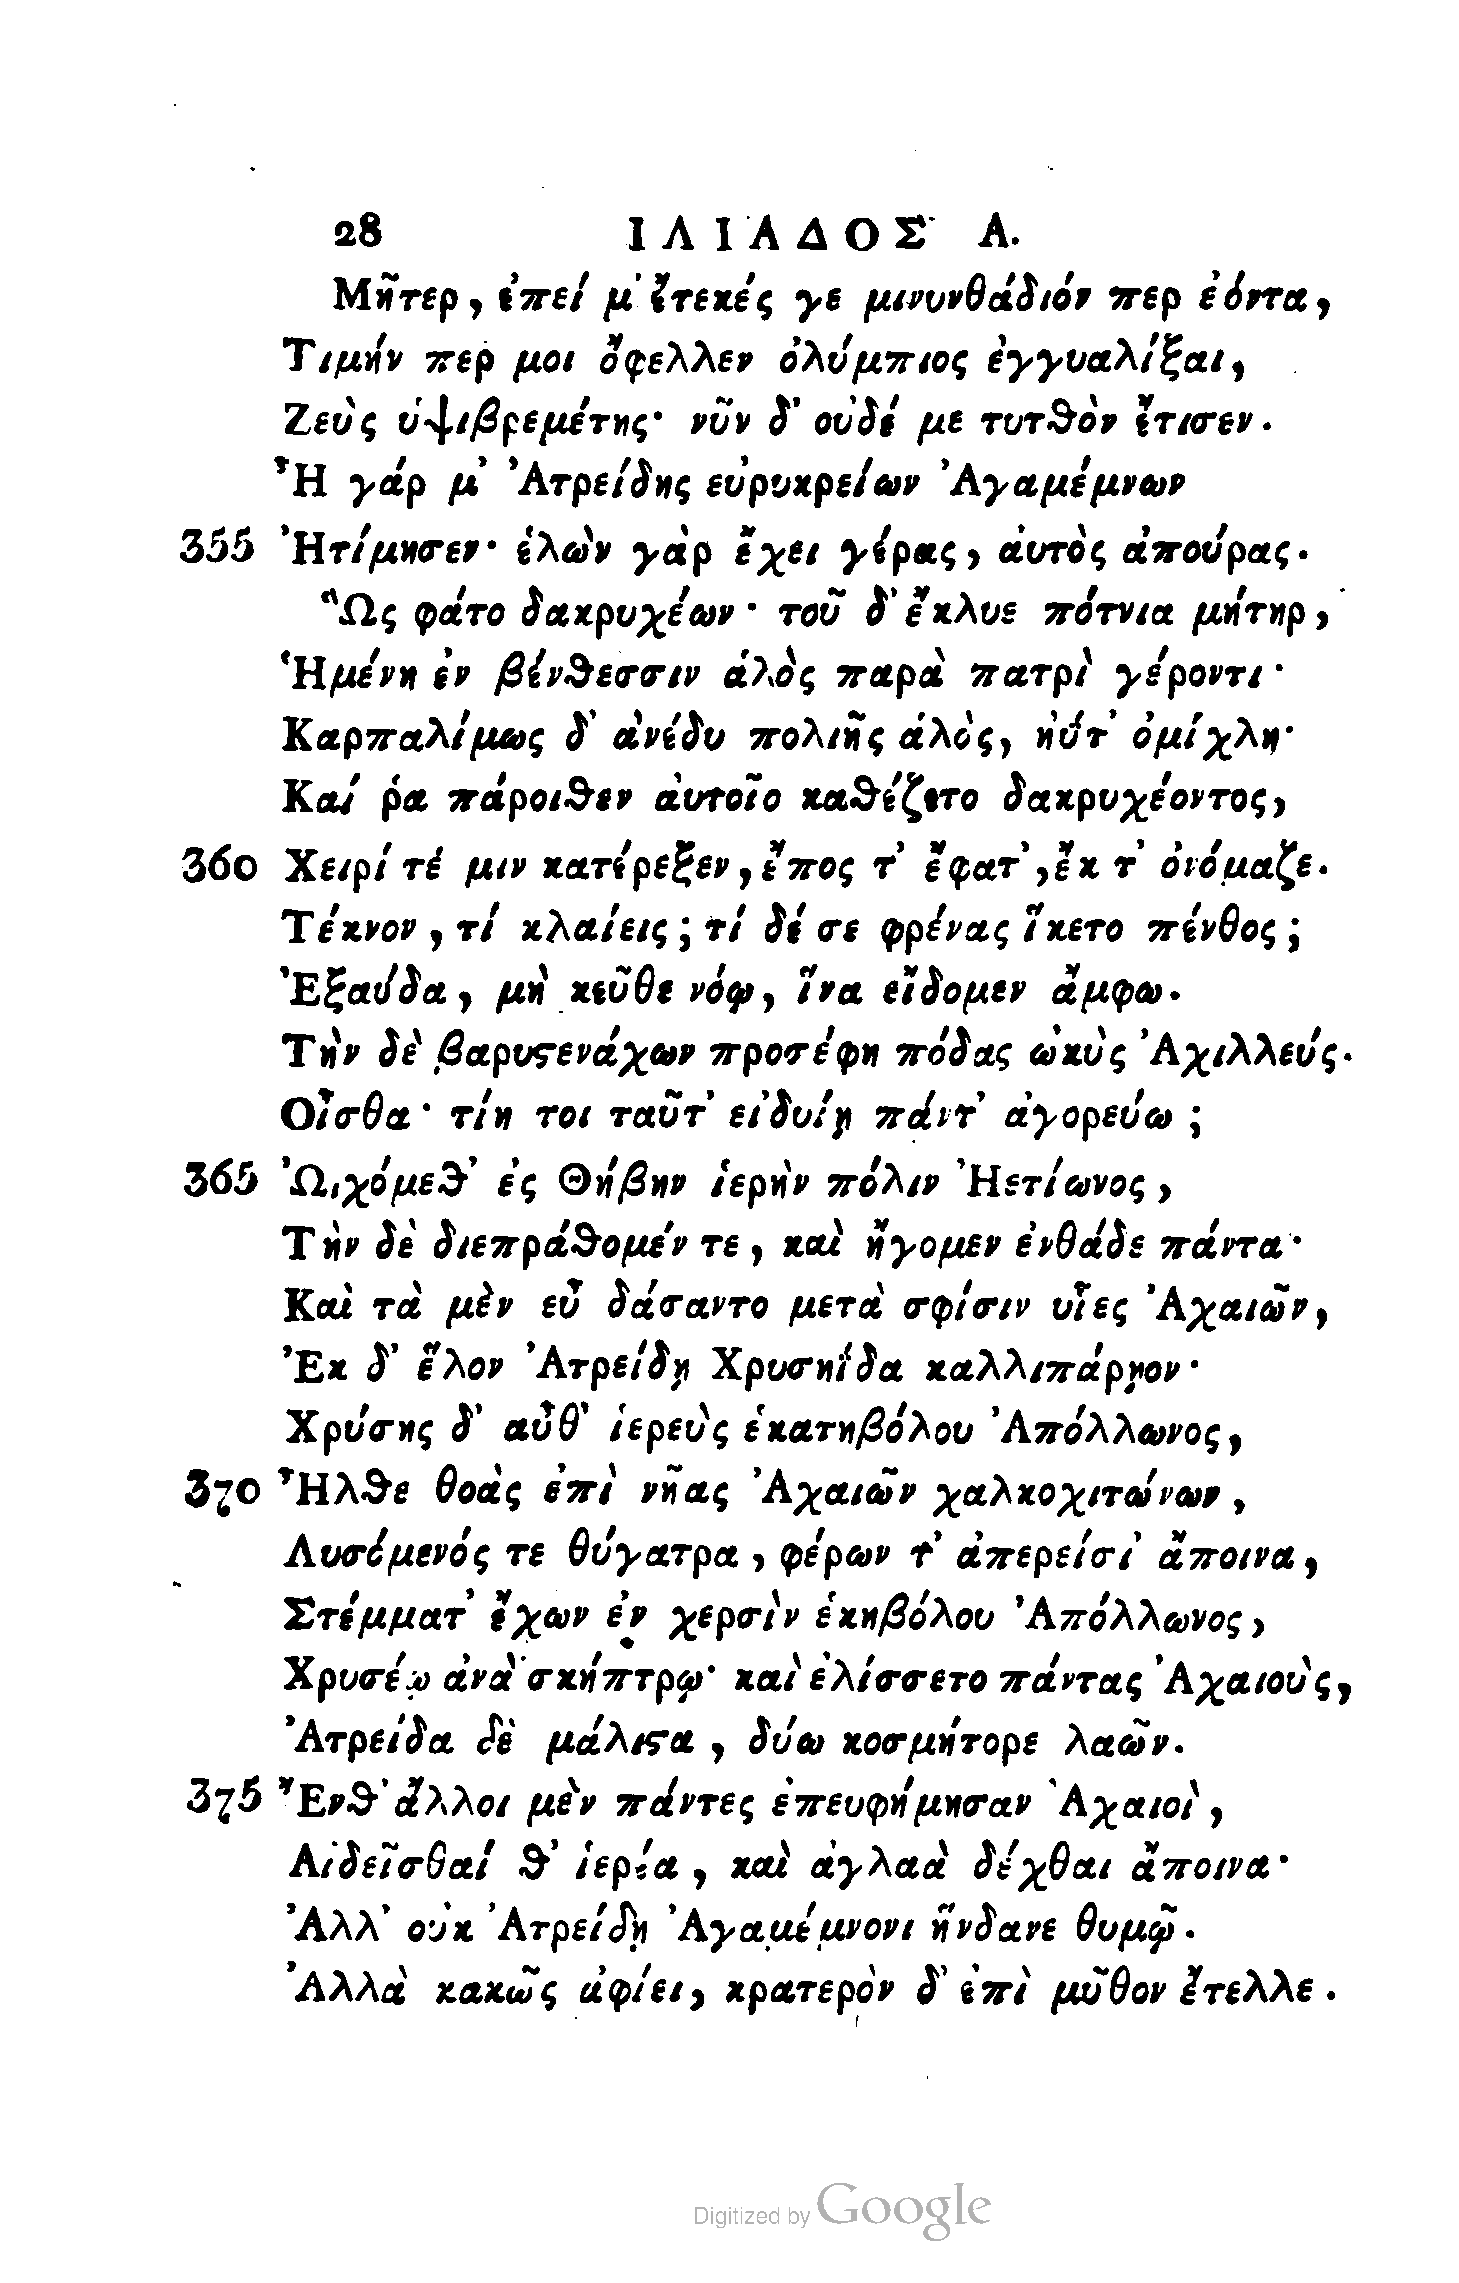 28 ΙΛΙΑΔΟΣ Α.
Μῆτερ, ἐπεί μ' ἔτεκές γε μινυνθάδιόν περ ἐόντα,
Τιμήν περ μοι ὄφελλεν ὀλύμπιος ἐγγυαλίξαι,
Ζεὺς ὑψιβρεμέτης· νῦν δ' οὐδέ με τυτϑὸν ἔτισεν.
Ἦ γάρ μ' Ἀτρείδης εὐρυκρείων Ἀγαμέμνων
355 Ἠτίμησεν· ἑλὼν γὰρ ἔχει γέρας, αὐτὸς ἀπούρας.
Ὣς φάτο δακρυχέων· τοῦ δ' ἔκλυε πότνια μήτηρ,
Ἡμένη ἐν βένϑεσσιν ἁλὸς παρὰ πατρὶ γέροντι·
Καρπαλίμως δ' ἀνέδυ πολιῆς ἁλὸς, ἠΰτ' ὀμίχλη·
Καί ῥα πάροιϑεν αὐτοῖο καϑέζετο δακρυχέοντος,
360 Χειρί τέ μιν κατέρεξεν, ἔπος τ' ἔφατ', ἔκ τ' ὀνόμαζε.
Τέκνον, τί κλαίεις; τί δέ σε φρένας ἵκετο πένθος;
Ἐξαύδα, μὴ κεῦθε νόῳ, ἵνα εἴδομεν ἄμφω.
Τὴν δὲ βαρυϛενάχων προσέφη πόδας ὠκὺς Ἀχιλλεύς.
Οἶσθα· τίη τοι ταῦτ' εἰδυίῃ πάντ' ἀγορεύω;
365 Ὠιχόμεϑ' ἐς Θήβην ἱερὴν πόλιν Ἠετίωνος,
Τὴν δὲ διεπράϑομέν τε, καὶ ἤγομεν ἐνθάδε πάντα·
Καὶ τὰ μὲν εὖ δάσαντο μετὰ σφίσιν υἷες Ἀχαιῶν,
Ἐκ δ' ἕλον Ἀτρείδῃ Χρυσηΐδα καλλιπάρῃον·
Χρύσης δ' αὖθ' ἱερεὺς ἑκατηβόλου Ἀπόλλωνος,
370 Ἦλϑε θοὰς ἐπὶ νῆας Ἀχαιῶν χαλκοχιτώνων,
Λυσόμενός τε θύγατρα, φέρων τ' ἀπερείσι' ἄποινα,
Στέμματ' ἔχων ἐν χερσὶν ἑκηβόλου Ἀπόλλωνος,
Χρυσέῳ ἀνὰ σκήπτρῳ· καὶ ἐλίσσετο πάντας Ἀχαιοὺς,
Ἀτρείδα δὲ μάλιϛα, δύω κοσμήτορε λαῶν.
375 Ἔνϑ' ἄλλοι μὲν πάντες ἐπευφήμησαν Ἀχαιοὶ,
Αἰδεῖσθαί ϑ' ἱερέα, καὶ ἀγλαὰ δέχθαι ἄποινα·
Ἀλλ' οὐκ Ἀτρείδῃ Ἀγαμέμνονι ἥνδανε θυμῷ.
Ἀλλὰ κακῶς ἀφίει, κρατερὸν δ' ἐπὶ μῦθον ἔτελλε.
Digitized by Google